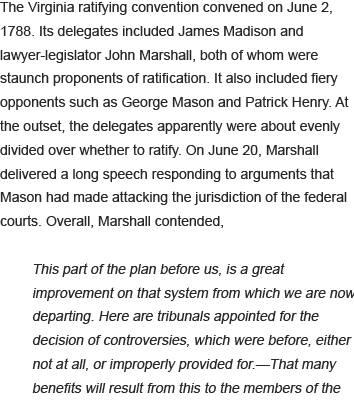 The Virginia ratifying convention convened on June 2,
1788. Its delegates included James Madison and
lawyer-legislator John Marshall, both of whom were
staunch proponents of ratification. It also included fiery
opponents such as George Mason and Patrick Henry. At
the outset, the delegates apparently were about evenly
divided over whether to ratify. On June 20, Marshall
delivered a long speech responding to arguments that
Mason had made attacking the jurisdiction of the federal
courts. Overall, Marshall contended,
This part of the plan before us, is a great
improvement on that system from which we are now
departing. Here are tribunals appointed for the
decision of controversies, which were before, either
not at all, or improperly provided for.—That many
benefits will result from this to the members of the